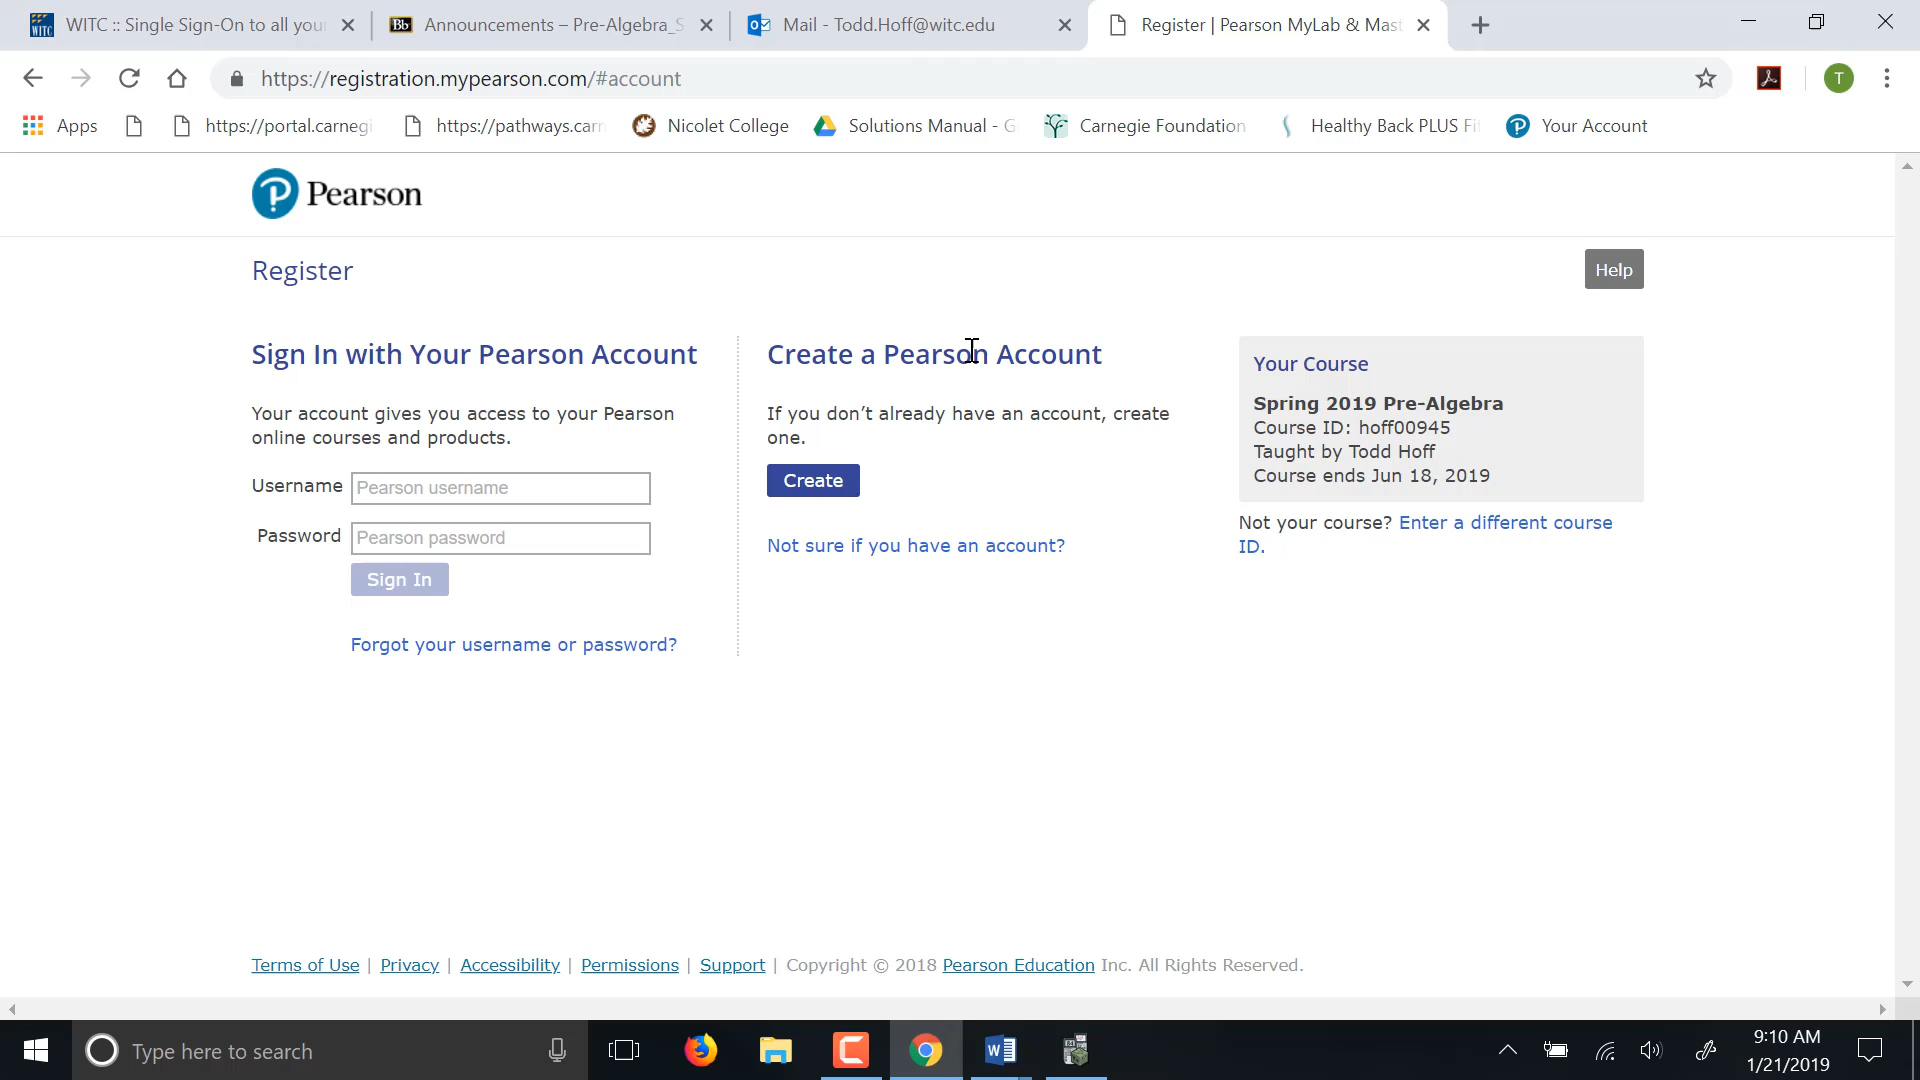 WITC :: Single Sign-On to all your
Announcements – Pre-Algebra_S
Mail - Todd.Hoff@witc.edu
Register | Pearson MyLab & Mast
https://registration.mypearson.com/#account
T
Apps
https://portal.carnegi
https://pathways.carn
Nicolet College
Solutions Manual - G
Carnegie Foundation
Healthy Back PLUS Fi
Your Account
Pearson
Register
Help
Sign In with Your Pearson Account
Your account gives you access to your Pearson
online courses and products.
Username
Pearson username
Password
Pearson password
Sign In
Forgot your username or password?
Create a Pearson Account
If you don’t already have an account, create
one.
Create
Not sure if you have an account?
Your Course
Spring 2019 Pre-Algebra
Course ID: hoff00945
Taught by Todd Hoff
Course ends Jun 18, 2019
Not your course? Enter a different course
ID.
Terms of Use | Privacy | Accessibility | Permissions | Support | Copyright © 2018 Pearson Education Inc. All Rights Reserved.
Type here to search
9:10 AM
1/21/2019